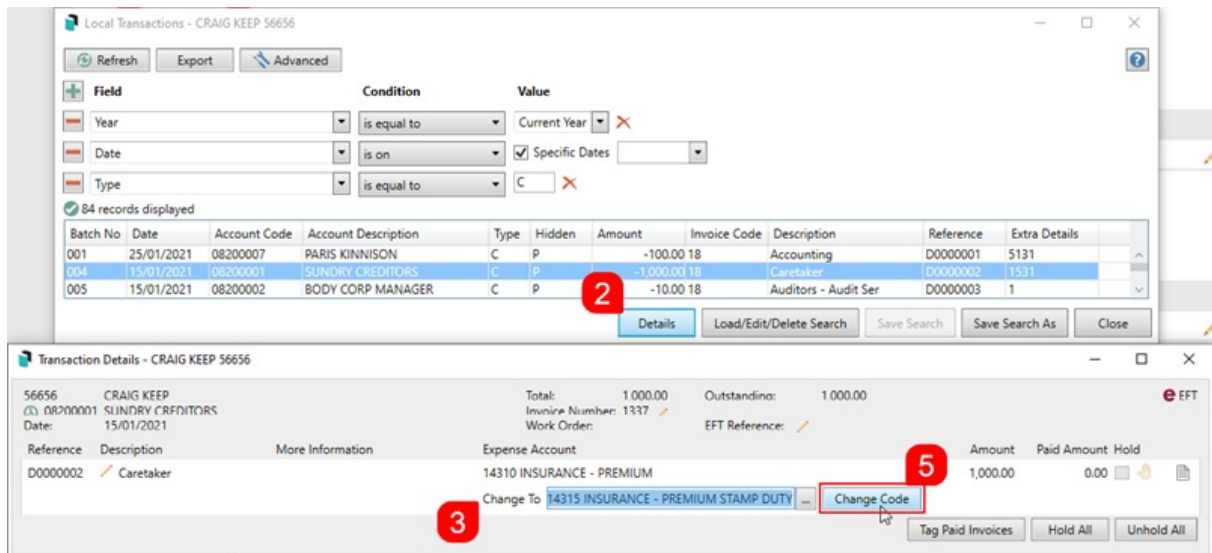 Local Transactions - CRAIG KEEP 56656
Refresh Export Advanced
Field Condition Value
Year is equal to Current Year
Date is on Specific Dates
Type is equal to C
84 records displayed
Batch No Date Account Code Account Description Type Hidden Amount Invoice Code Description Reference Extra Details
001 25/01/2021 08200007 PARIS KINNISON C P -100.00 18 Accounting D0000001 5131
004 15/01/2021 08200001 SUNDRY CREDITORS C P -1,000.00 18 Caretaker D0000002 1531
005 15/01/2021 08200002 BODY CORP MANAGER C P -10.00 18 Auditors - Audit Ser D0000003 1
2
Details Load/Edit/Delete Search Save Search Save Search As Close
Transaction Details - CRAIG KEEP 56656
56656 CRAIG KEEP Total: 1,000.00 Outstanding: 1,000.00 e EFT
08200001 SUNDRY CREDITORS Invoice Number: 1337
Date: 15/01/2021 Work Order: EFT Reference:
Reference Description More Information Expense Account Amount Paid Amount Hold
D0000002 Caretaker 14310 INSURANCE - PREMIUM 1,000.00 0.00
5
Change To 14315 INSURANCE - PREMIUM STAMP DUTY ... Change Code
3
Tag Paid Invoices Hold All Unhold All